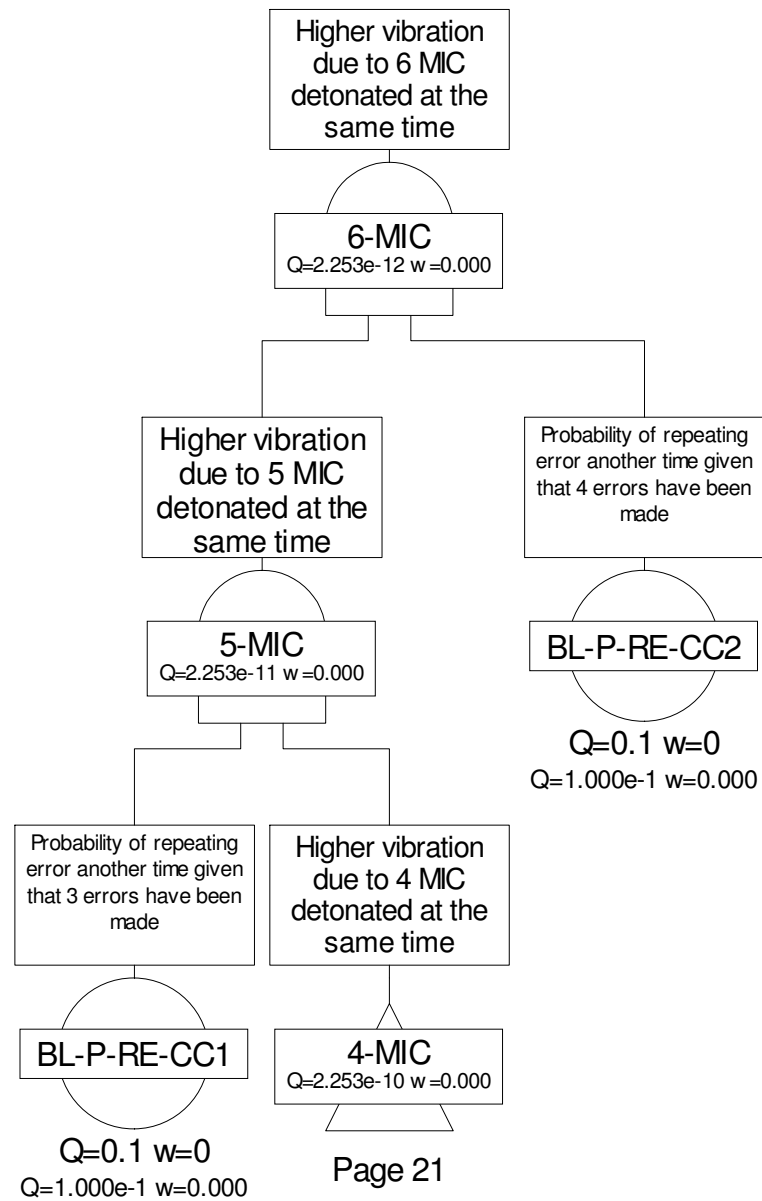 Higher vibration
due to 6 MIC
detonated at the
same time
6-MIC
Q=2.253e-12 w=0.000
Higher vibration
due to 5 MIC
detonated at the
same time
5-MIC
Q=2.253e-11 w=0.000
Probability of repeating
error another time given
that 4 errors have been
made
BL-P-RE-CC2
Q=0.1 w=0
Q=1.000e-1 w=0.000
Probability of repeating
error another time given
that 3 errors have been
made
BL-P-RE-CC1
Q=0.1 w=0
Q=1.000e-1 w=0.000
Higher vibration
due to 4 MIC
detonated at the
same time
4-MIC
Q=2.253e-10 w=0.000
Page 21